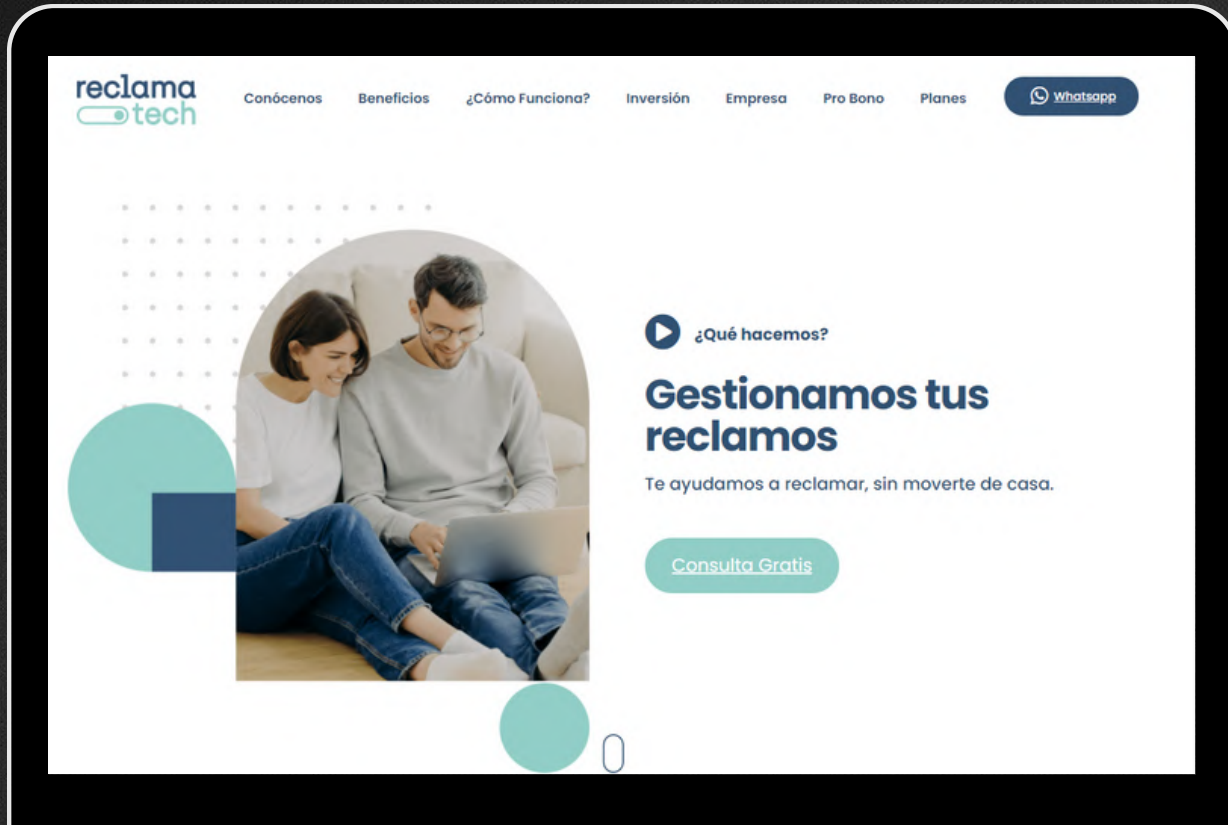 reclama
tech
Conócenos Beneficios ¿Cómo Funciona? Inversión Empresa Pro Bono Planes Whatsapp
¿Qué hacemos?
Gestionamos tus
reclamos
Te ayudamos a reclamar, sin moverte de casa.
Consulta Gratis